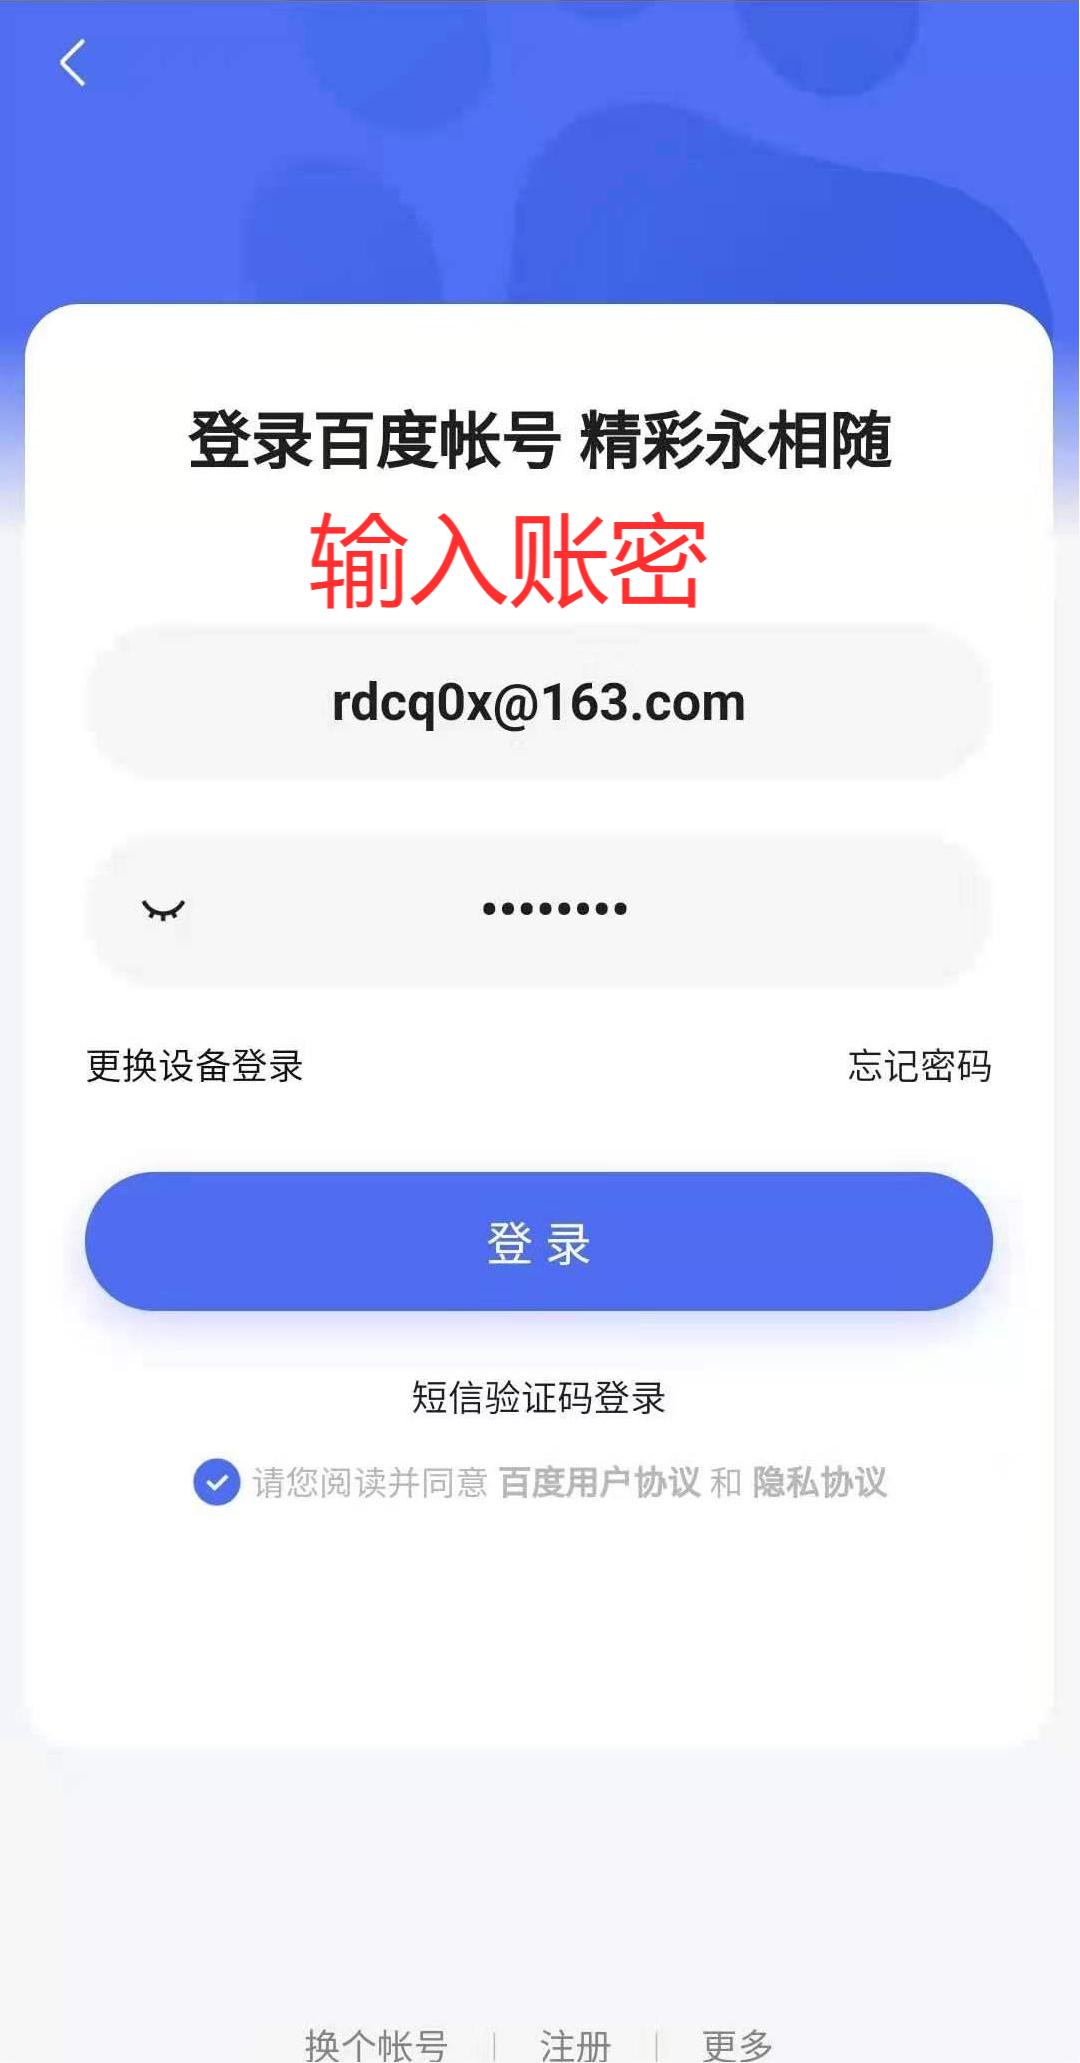 登录百度帐号 精彩永相随
输入账密
rdcq0x@163.com
••••••••
更换设备登录
忘记密码
登录
短信验证码登录
请您阅读并同意 百度用户协议 和 隐私协议
换个帐号 | 注册 | 更多